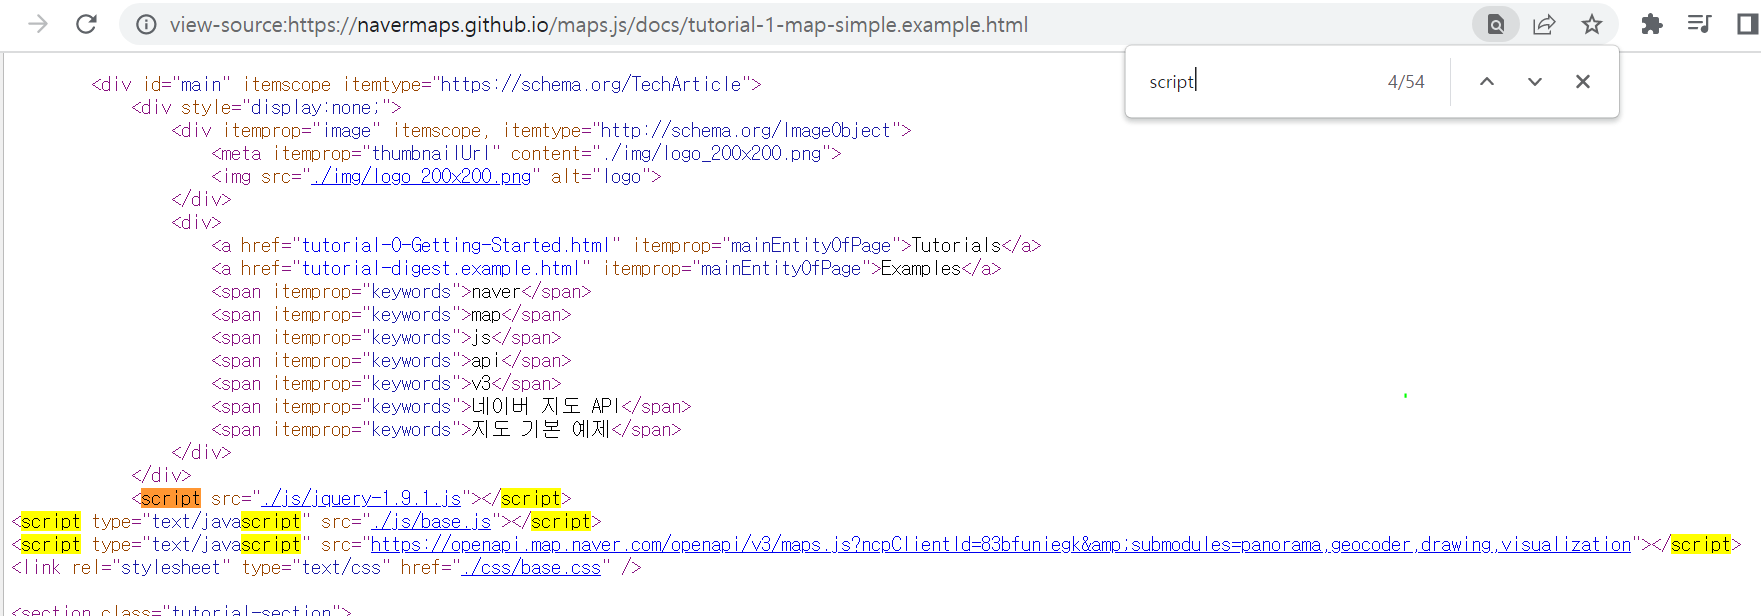 view-source:https://navermaps.github.io/maps.js/docs/tutorial-1-map-simple.example.html
script 4/54
<div id="main" itemscope itemtype="https://schema.org/TechArticle">
<div style="display:none;">
<div itemprop="image" itemscope, itemtype="http://schema.org/ImageObject">
<meta itemprop="thumbnailUrl" content="./img/logo_200x200.png">
<img src="./img/logo_200x200.png" alt="logo">
</div>
<div>
<a href="tutorial-0-Getting-Started.html" itemprop="mainEntityOfPage">Tutorials</a>
<a href="tutorial-digest.example.html" itemprop="mainEntityOfPage">Examples</a>
<span itemprop="keywords">naver</span>
<span itemprop="keywords">map</span>
<span itemprop="keywords">js</span>
<span itemprop="keywords">api</span>
<span itemprop="keywords">v3</span>
<span itemprop="keywords">네이버 지도 API</span>
<span itemprop="keywords">지도 기본 예제</span>
</div>
</div>
<script src="./js/jquery-1.9.1.js"></script>
<script type="text/javascript" src="./js/base.js"></script>
<script type="text/javascript" src="https://openapi.map.naver.com/openapi/v3/maps.js?ncpClientId=83bfuniegk&amp;submodules=panorama,geocoder,drawing,visualization"></script>
<link rel="stylesheet" type="text/css" href="./css/base.css" />
<section class="tutorial-section">